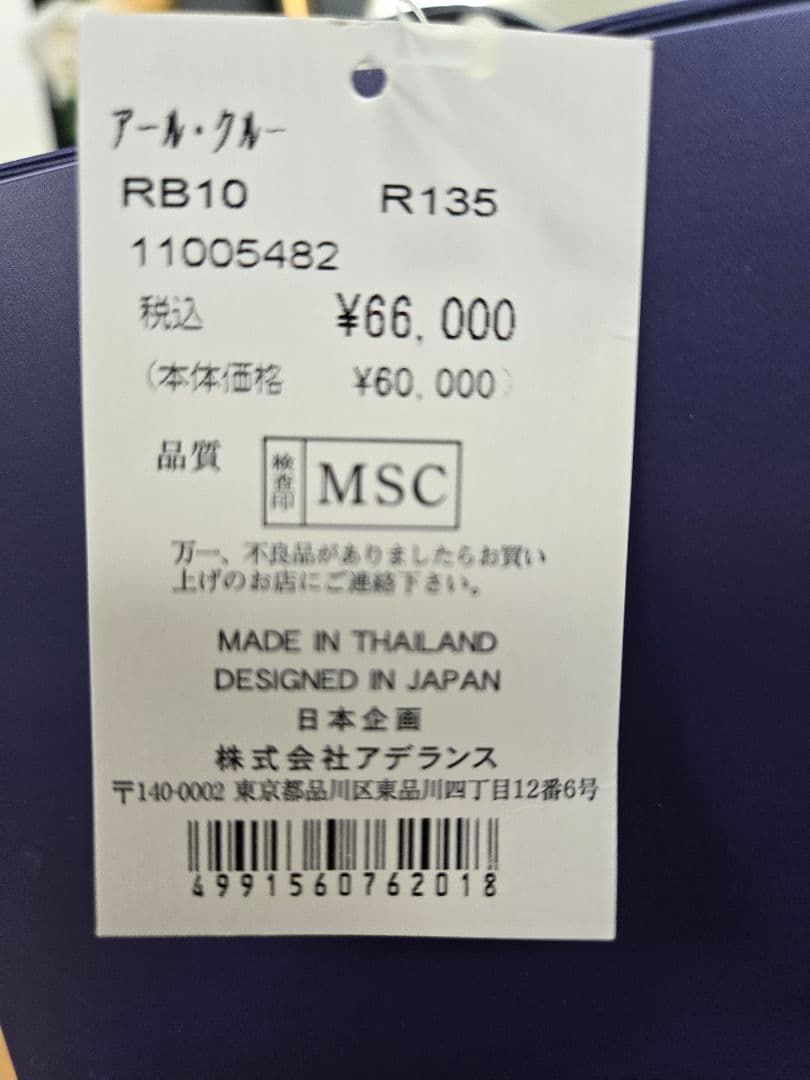 アール・クルー
RB10 R135
11005482
税込 ¥66,000
(本体価格 ¥60,000)
品質 検査印 MSC
万一、不良品がありましたらお買い
上げのお店にご連絡下さい。
MADE IN THAILAND
DESIGNED IN JAPAN
日本企画
株式会社アデランス
〒140-0002 東京都品川区東品川四丁目12番6号
4991560762018